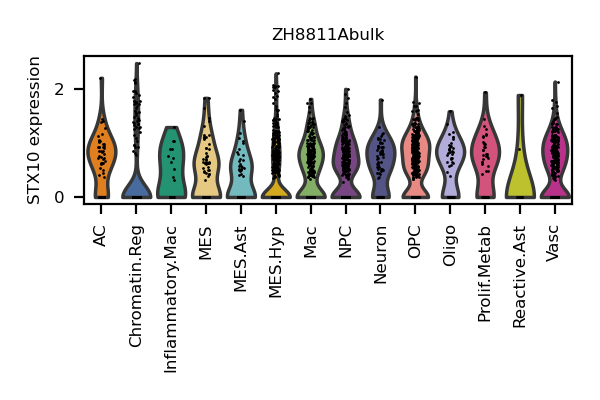 ZH8811Abulk
STX10 expression
2
0
AC
Chromatin.Reg
Inflammatory.Mac
MES
MES.Ast
MES.Hyp
Mac
NPC
Neuron
OPC
Oligo
Prolif.Metab
Reactive.Ast
Vasc